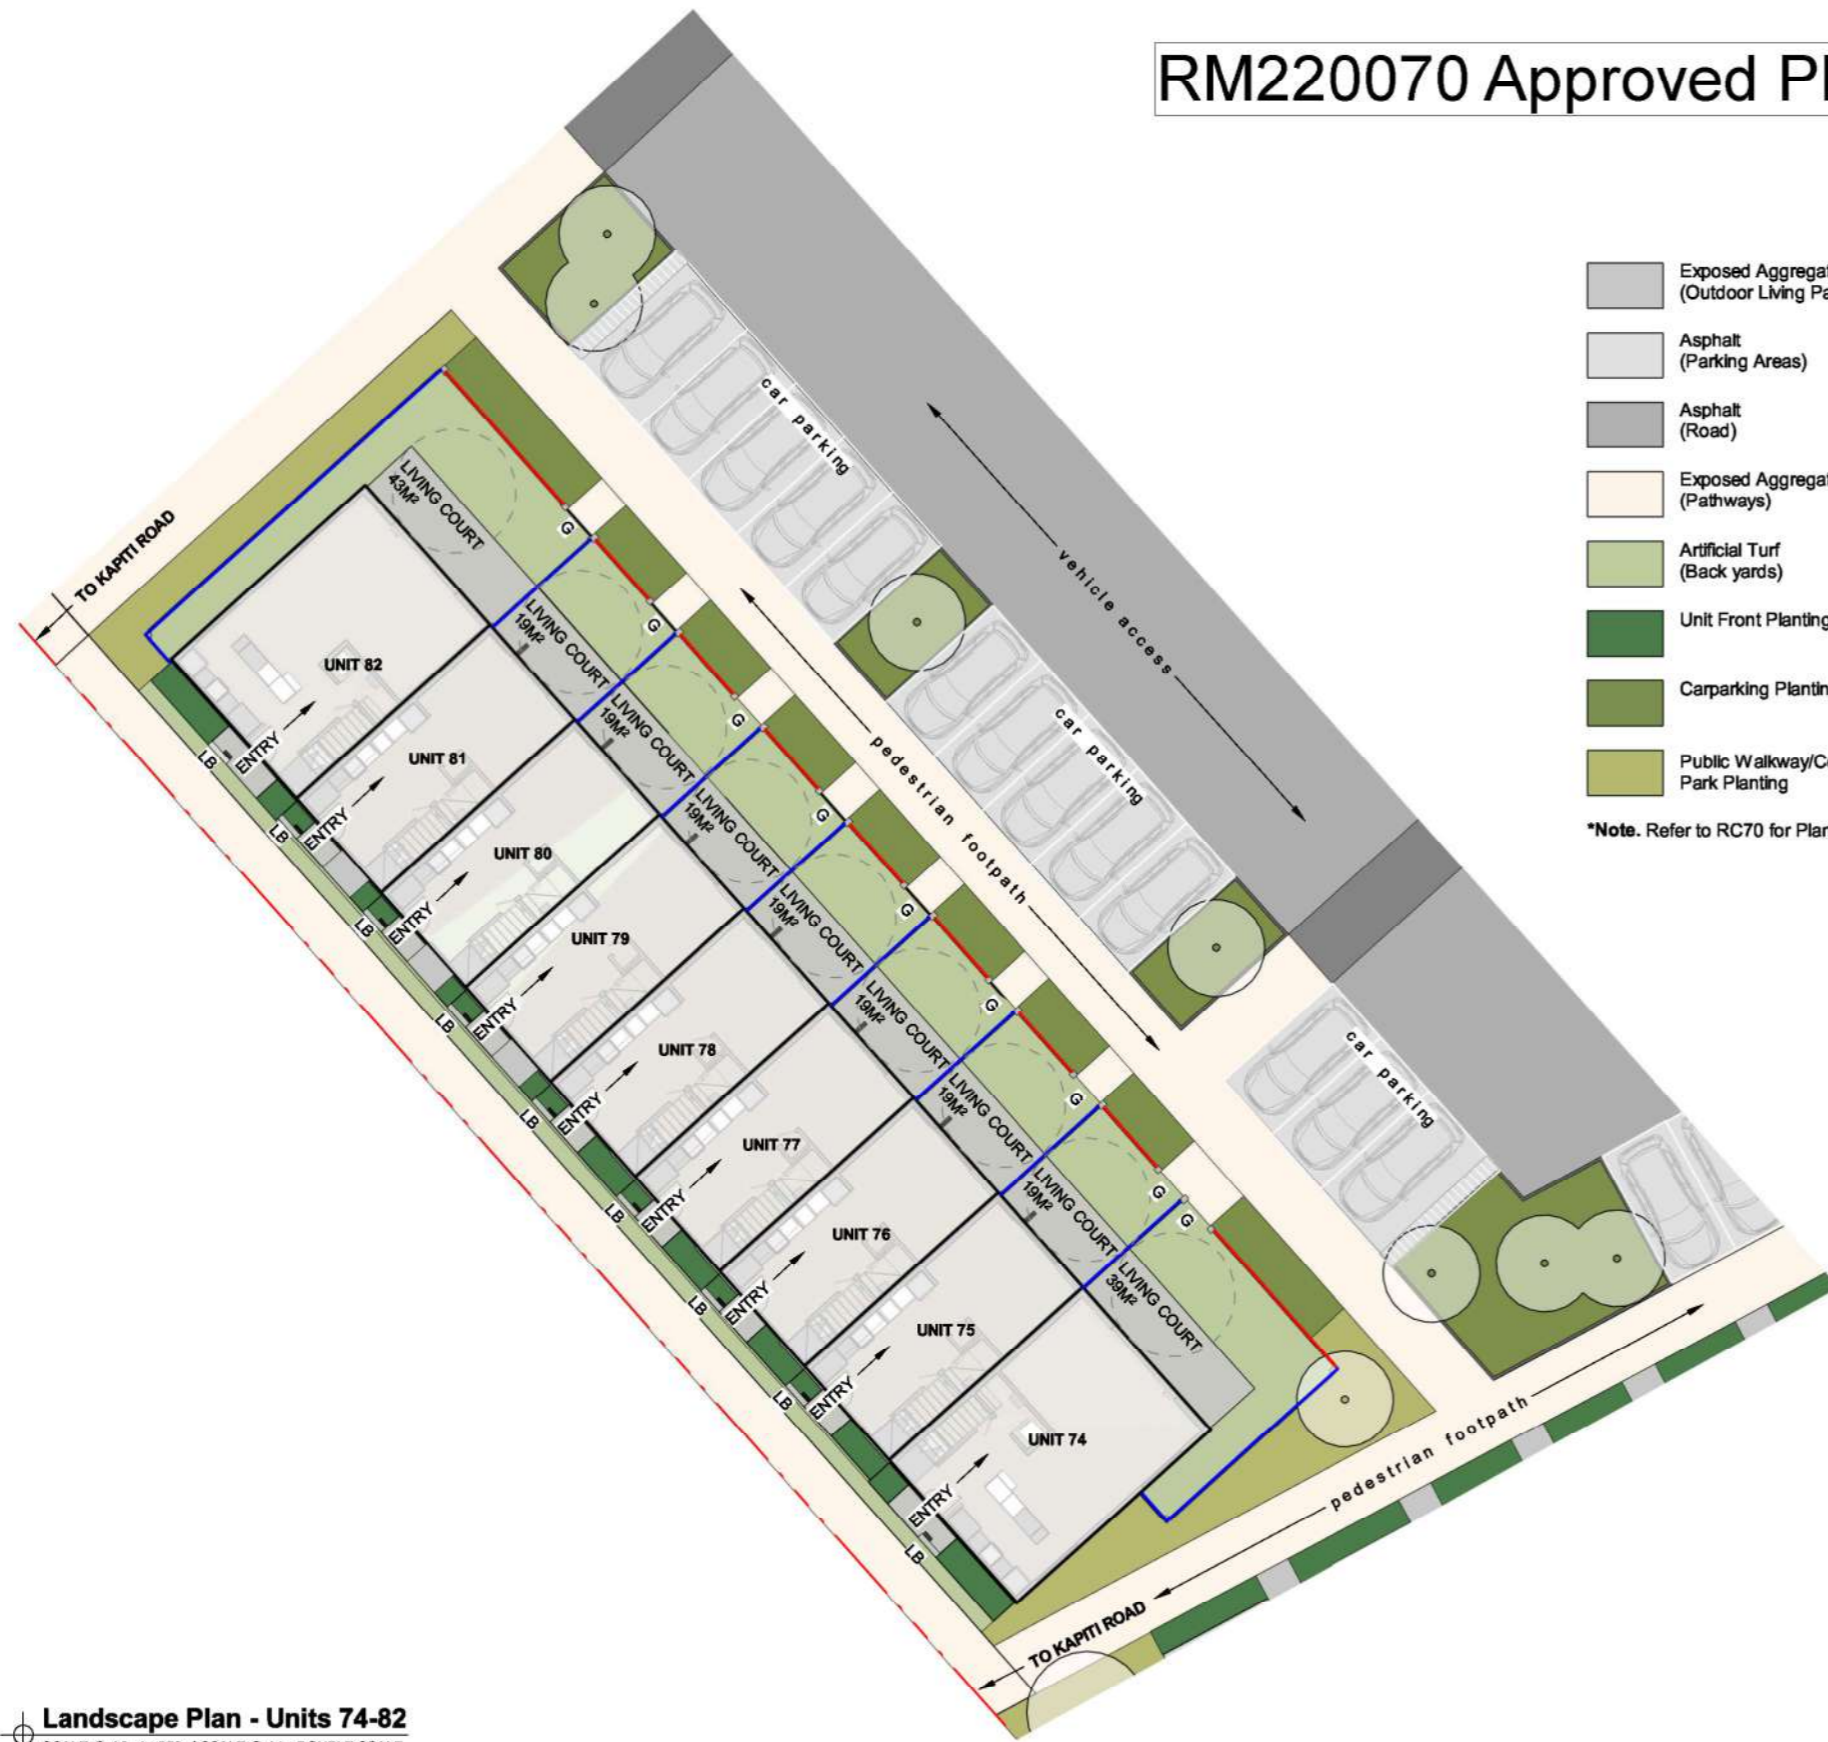 RM220070 Approved Pl
Exposed Aggregat
(Outdoor Living Pa
Asphalt
(Parking Areas)
Asphalt
(Road)
Exposed Aggregat
(Pathways)
Artificial Turf
(Back yards)
Unit Front Planting
Carparking Plantin
Public Walkway/Co
Park Planting
*Note. Refer to RC70 for Plan
car parking
vehicle access
car parking
pedestrian footpath
car parking
pedestrian footpath
TO KAPITI ROAD
TO KAPITI ROAD
LIVING COURT
43M²
LIVING COURT
19M²
LIVING COURT
19M²
LIVING COURT
19M²
LIVING COURT
19M²
LIVING COURT
19M²
LIVING COURT
19M²
LIVING COURT
19M²
LIVING COURT
39M²
G
G
G
G
G
G
G
G
G
UNIT 82
UNIT 81
UNIT 80
UNIT 79
UNIT 78
UNIT 77
UNIT 76
UNIT 75
UNIT 74
ENTRY
ENTRY
ENTRY
ENTRY
ENTRY
ENTRY
ENTRY
ENTRY
ENTRY
LB
LB
LB
LB
LB
LB
LB
LB
LB
Landscape Plan - Units 74-82